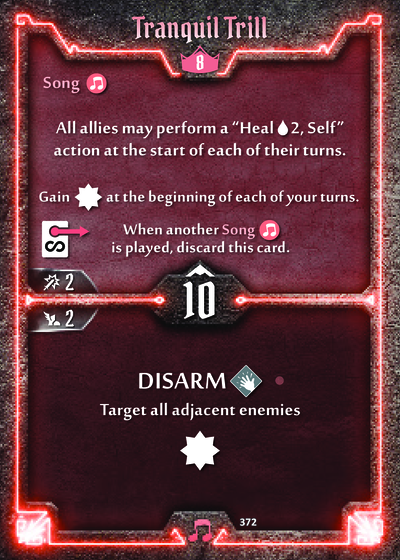 Tranquil Trill
8
Song
All allies may perform a “Heal 2, Self”
action at the start of each of their turns.
Gain at the beginning of each of your turns.
When another Song
is played, discard this card.
2
10
2
DISARM
Target all adjacent enemies
372